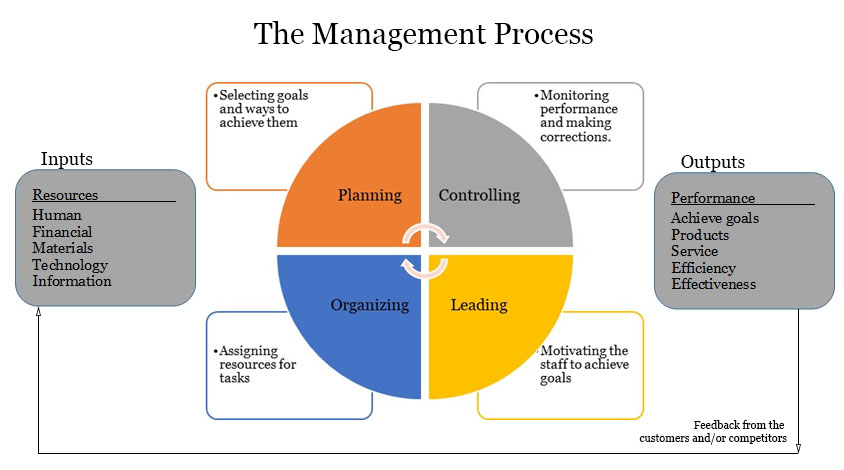 The Management Process
•Selecting goals
and ways to
achieve them
•Monitoring
performance
and making
corrections.
Inputs
Resources
Human
Financial
Materials
Technology
Information
Planning
Controlling
Organizing
Leading
Outputs
Performance
Achieve goals
Products
Service
Efficiency
Effectiveness
•Assigning
resources for
tasks
•Motivating the
staff to achieve
goals
Feedback from the
customers and/or competitors